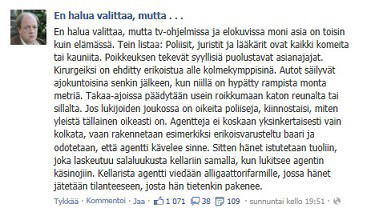 En halua valittaa, mutta . . .
En halua valittaa, mutta tv-ohjelmissa ja elokuvissa moni asia on toisin
kuin elämässä. Tein listaa: Poliisit, juristit ja lääkärit ovat kaikki komeita
tai kauniita. Poikkeuksen tekevät syyllisiä puolustavat asianajajat.
Kirurgeiksi on ehditty erikoistua alle kolmekymppisinä. Autot säilyvät
ajokuntoisina senkin jälkeen, kun niillä on hypätty rampista monta
metriä. Takaa-ajoissa päädytään usein roikkumaan katon reunalta tai
sillalta. Jos lukijoiden joukossa on oikeita poliiseja, kiinnostaisi, miten
yleistä tällainen oikeasti on. Agentteja ei koskaan yksinkertaisesti vain
kolkata, vaan rakennetaan esimerkiksi erikoisvarusteltu baari ja
odotetaan, että agentti kävelee sinne. Sitten hänet istutetaan tuoliin,
joka laskeutuu salaluukusta kellariin samalla, kun lukitsee agentin
käsinojiin. Kellarista agentti viedään alligaattorifarmille, jossa hänet
jätetään tilanteeseen, josta hän tietenkin pakenee.
Tykkää · Kommentoi · Jaa · 1 071 38 109 · sunnuntai kello 19:51 ·